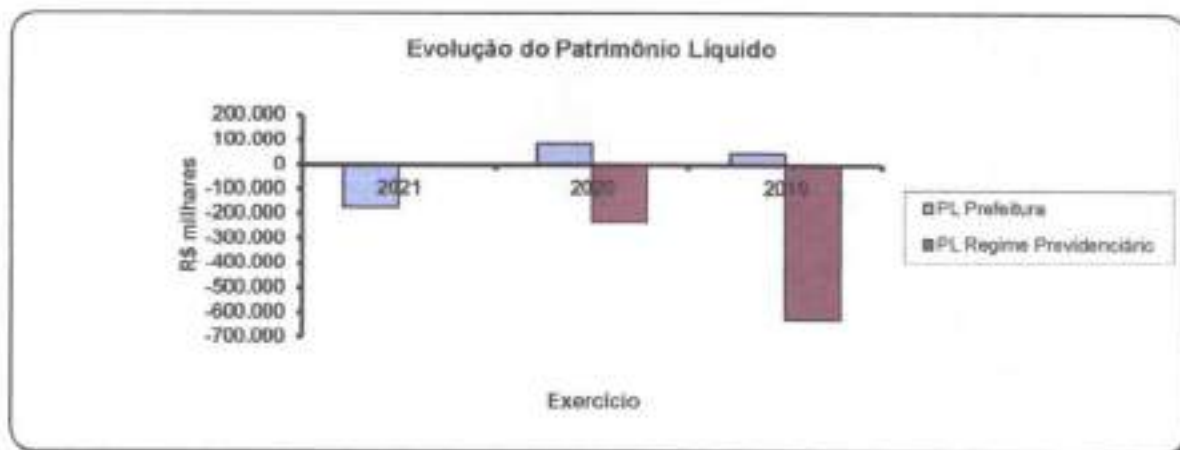 Evolução do Patrimônio Líquido
R$ milhares
200.000
100.000
0
-100.000
-200.000
-300.000
-400.000
-500.000
-600.000
-700.000
2021
2020
2019
PL Prefeitura
PL Regime Previdenciário
Exercício